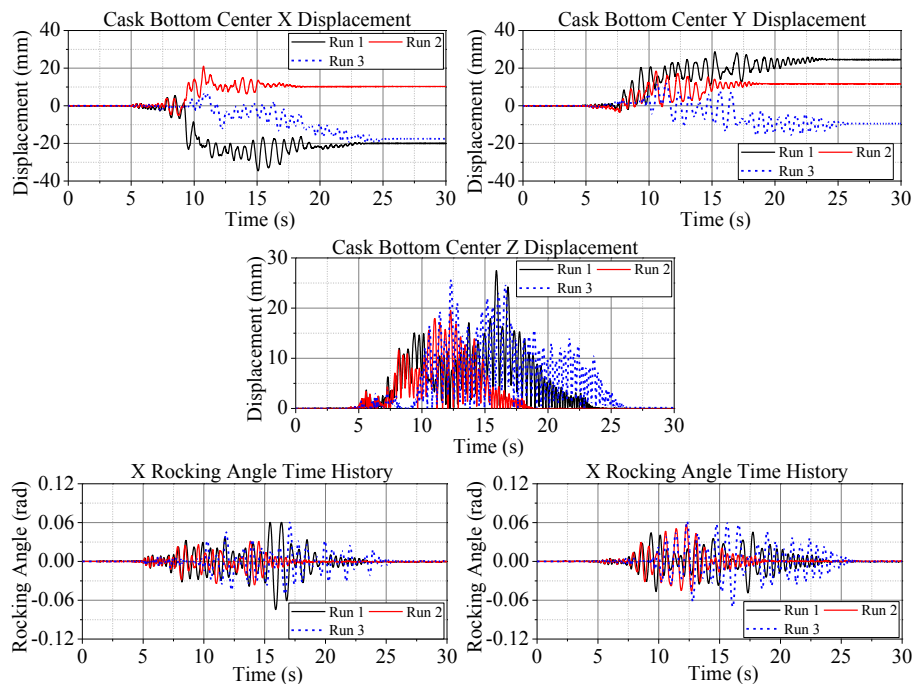 Cask Bottom Center X Displacement
Displacement (mm)
40
20
0
-20
-40
Run 1 Run 2
Run 3
0 5 10 15 20 25 30
Time (s)
Cask Bottom Center Y Displacement
Displacement (mm)
40
20
0
-20
-40
Run 1 Run 2
Run 3
0 5 10 15 20 25 30
Time (s)
Cask Bottom Center Z Displacement
Displacement (mm)
30
20
10
0
Run 1 Run 2
Run 3
0 5 10 15 20 25 30
Time (s)
X Rocking Angle Time History
Rocking Angle (rad)
0.12
0.06
0.00
-0.06
-0.12
Run 1 Run 2
Run 3
0 5 10 15 20 25 30
Time (s)
X Rocking Angle Time History
Rocking Angle (rad)
0.12
0.06
0.00
-0.06
-0.12
Run 1 Run 2
Run 3
0 5 10 15 20 25 30
Time (s)